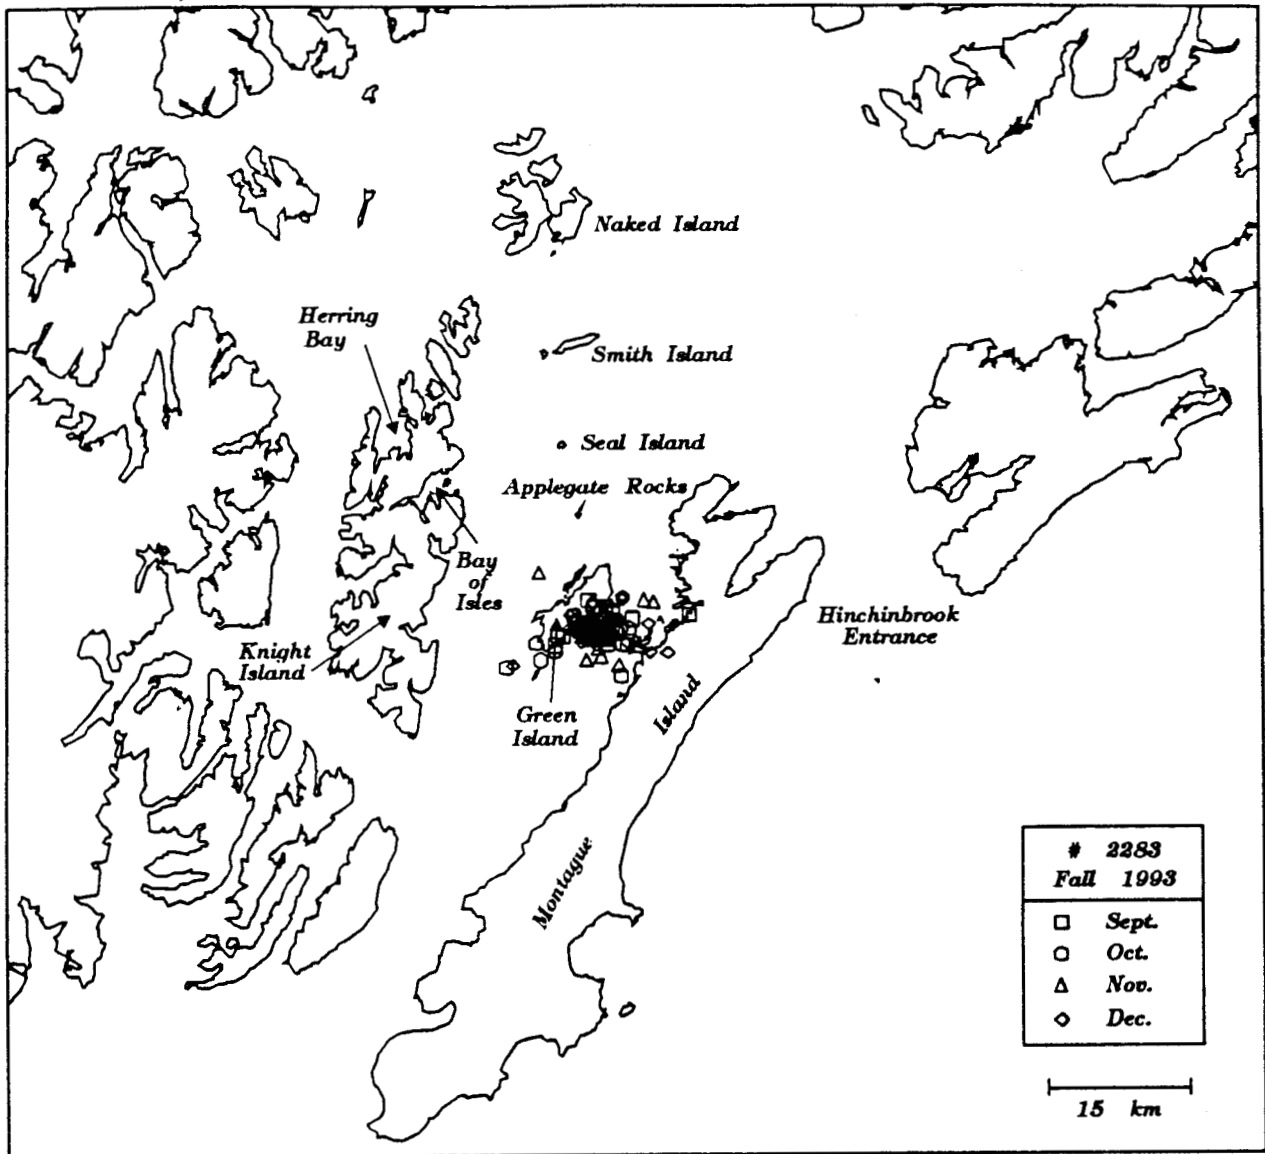 Naked Island
Herring
Bay
Smith Island
Seal Island
Applegate Rocks
Bay
of
Isles
Hinchinbrook
Entrance
Knight
Island
Green
Island
Montague Island
# 2283
Fall 1993
Sept.
Oct.
Nov.
Dec.
15 km